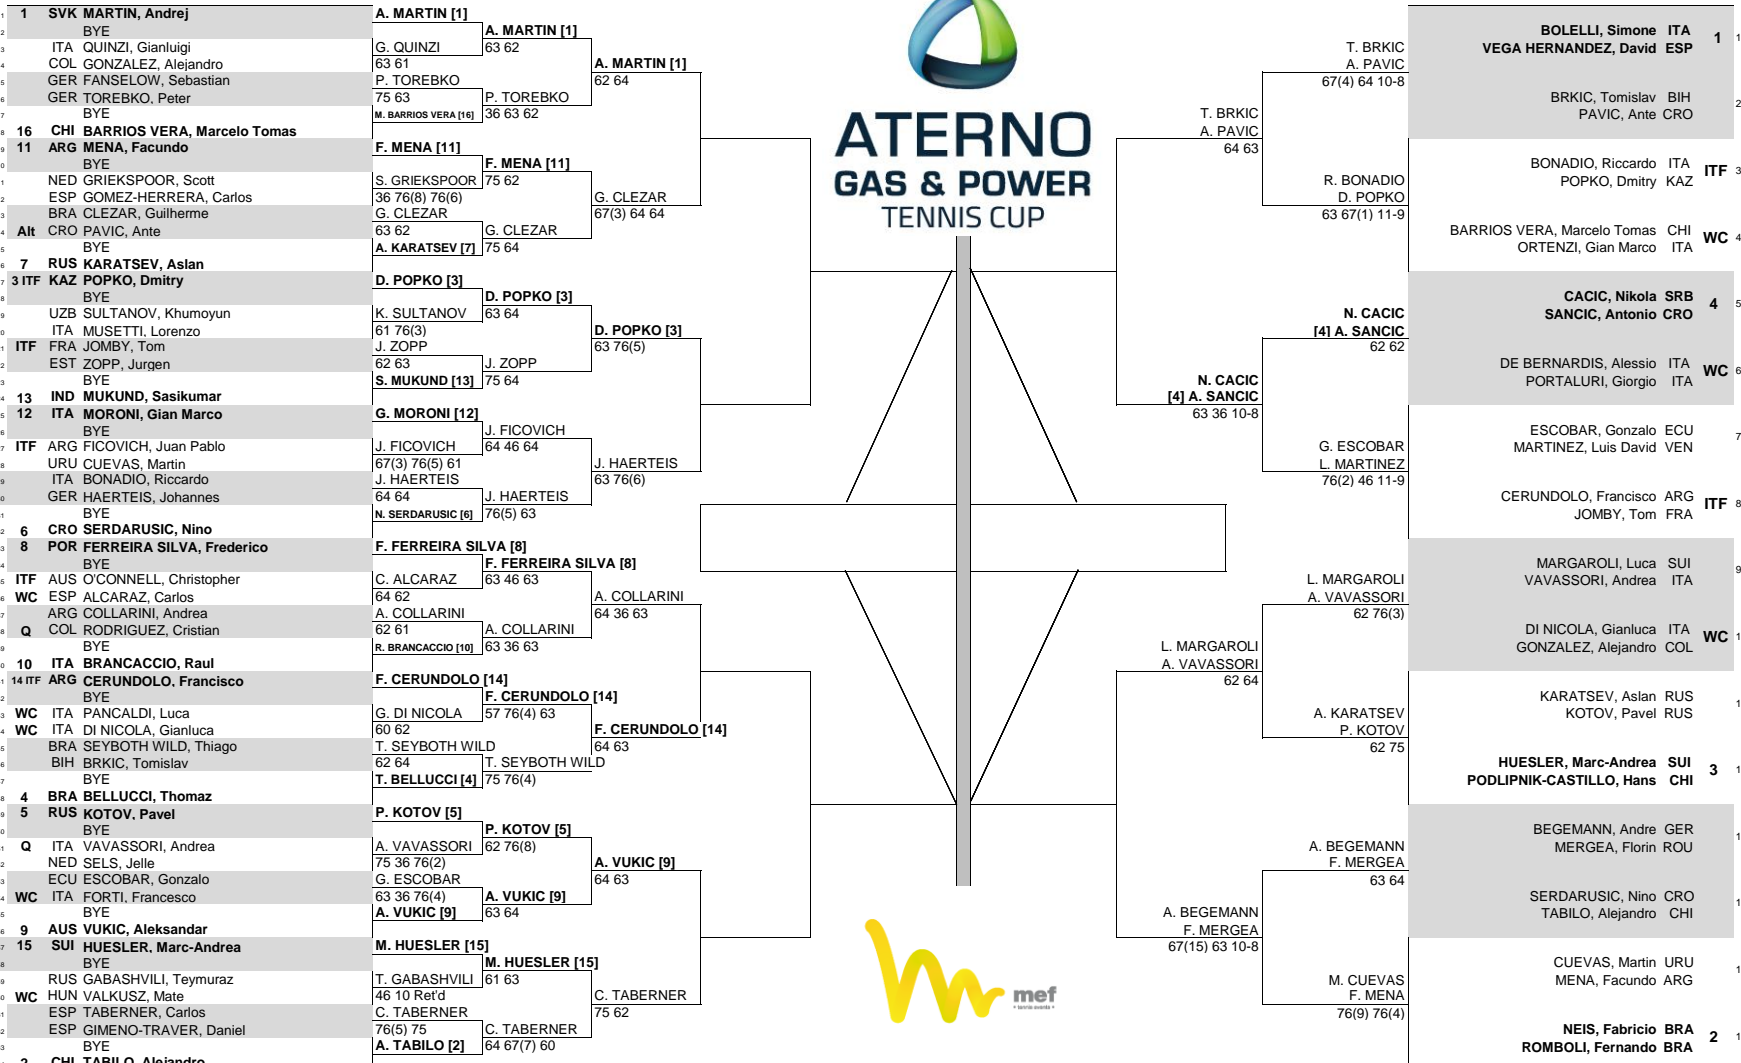 1 SVK MARTIN, Andrej
BYE
ITA QUINZI, Gianluigi
COL GONZALEZ, Alejandro
GER FANSELOW, Sebastian
GER TOREBKO, Peter
BYE
16 CHI BARRIOS VERA, Marcelo Tomas
11 ARG MENA, Facundo
BYE
NED GRIEKSPOOR, Scott
ESP GOMEZ-HERRERA, Carlos
BRA CLEZAR, Guilherme
Alt CRO PAVIC, Ante
BYE
7 RUS KARATSEV, Aslan
3 ITF KAZ POPKO, Dmitry
BYE
UZB SULTANOV, Khumoyun
ITA MUSETTI, Lorenzo
ITF FRA JOMBY, Tom
EST ZOPP, Jurgen
BYE
13 IND MUKUND, Sasikumar
12 ITA MORONI, Gian Marco
BYE
ITF ARG FICOVICH, Juan Pablo
URU CUEVAS, Martin
ITA BONADIO, Riccardo
GER HAERTEIS, Johannes
BYE
6 CRO SERDARUSIC, Nino
8 POR FERREIRA SILVA, Frederico
BYE
ITF AUS O'CONNELL, Christopher
WC ESP ALCARAZ, Carlos
ARG COLLARINI, Andrea
Q COL RODRIGUEZ, Cristian
BYE
10 ITA BRANCACCIO, Raul
14 ITF ARG CERUNDOLO, Francisco
BYE
WC ITA PANCALDI, Luca
WC ITA DI NICOLA, Gianluca
BRA SEYBOTH WILD, Thiago
BIH BRKIC, Tomislav
BYE
4 BRA BELLUCCI, Thomaz
5 RUS KOTOV, Pavel
BYE
Q ITA VAVASSORI, Andrea
NED SELS, Jelle
ECU ESCOBAR, Gonzalo
WC ITA FORTI, Francesco
BYE
9 AUS VUKIC, Aleksandar
15 SUI HUESLER, Marc-Andrea
BYE
RUS GABASHVILI, Teymuraz
WC HUN VALKUSZ, Mate
ESP TABERNER, Carlos
ESP GIMENO-TRAVER, Daniel
BYE
2 CHI TABILO, Alejandro
A. MARTIN [1]
G. QUINZI
63 61
P. TOREBKO
75 63
M. BARRIOS VERA [16]
F. MENA [11]
S. GRIEKSPOOR
36 76(8) 76(6)
G. CLEZAR
63 62
A. KARATSEV [7]
D. POPKO [3]
K. SULTANOV
61 76(3)
J. ZOPP
62 63
S. MUKUND [13]
G. MORONI [12]
J. FICOVICH
67(3) 76(5) 61
J. HAERTEIS
64 64
N. SERDARUSIC [6]
F. FERREIRA SILVA [8]
C. ALCARAZ
64 62
A. COLLARINI
62 61
R. BRANCACCIO [10]
F. CERUNDOLO [14]
G. DI NICOLA
60 62
T. SEYBOTH WILD
62 64
T. BELLUCCI [4]
P. KOTOV [5]
A. VAVASSORI
75 36 76(2)
G. ESCOBAR
63 36 76(4)
A. VUKIC [9]
M. HUESLER [15]
T. GABASHVILI
46 10 Ret'd
C. TABERNER
76(5) 75
A. TABILO [2]
A. MARTIN [1]
63 62
P. TOREBKO
36 63 62
F. MENA [11]
75 62
G. CLEZAR
75 64
D. POPKO [3]
63 64
J. ZOPP
75 64
J. FICOVICH
64 46 64
J. HAERTEIS
76(5) 63
F. FERREIRA SILVA [8]
63 46 63
A. COLLARINI
63 36 63
F. CERUNDOLO [14]
57 76(4) 63
T. SEYBOTH WILD
75 76(4)
P. KOTOV [5]
62 76(8)
A. VUKIC [9]
63 64
M. HUESLER [15]
61 63
C. TABERNER
64 67(7) 60
A. MARTIN [1]
62 64
G. CLEZAR
67(3) 64 64
D. POPKO [3]
63 76(5)
J. HAERTEIS
63 76(6)
A. COLLARINI
64 36 63
F. CERUNDOLO [14]
64 63
A. VUKIC [9]
64 63
C. TABERNER
75 62
ATERNO
GAS & POWER
TENNIS CUP
mef
T. BRKIC
A. PAVIC
64 63
N. CACIC
[4] A. SANCIC
63 36 10-8
L. MARGAROLI
A. VAVASSORI
62 64
A. BEGEMANN
F. MERGEA
67(15) 63 10-8
T. BRKIC
A. PAVIC
67(4) 64 10-8
R. BONADIO
D. POPKO
63 67(1) 11-9
N. CACIC
[4] A. SANCIC
62 62
G. ESCOBAR
L. MARTINEZ
76(2) 46 11-9
L. MARGAROLI
A. VAVASSORI
62 76(3)
A. KARATSEV
P. KOTOV
62 75
A. BEGEMANN
F. MERGEA
63 64
M. CUEVAS
F. MENA
76(9) 76(4)
BOLELLI, Simone ITA
VEGA HERNANDEZ, David ESP
1 1
BRKIC, Tomislav BIH
PAVIC, Ante CRO
2
BONADIO, Riccardo ITA
POPKO, Dmitry KAZ
ITF 3
BARRIOS VERA, Marcelo Tomas CHI
ORTENZI, Gian Marco ITA
WC 4
CACIC, Nikola SRB
SANCIC, Antonio CRO
4 5
DE BERNARDIS, Alessio ITA
PORTALURI, Giorgio ITA
WC 6
ESCOBAR, Gonzalo ECU
MARTINEZ, Luis David VEN
7
CERUNDOLO, Francisco ARG
JOMBY, Tom FRA
ITF 8
MARGAROLI, Luca SUI
VAVASSORI, Andrea ITA
9
DI NICOLA, Gianluca ITA
GONZALEZ, Alejandro COL
WC 1
KARATSEV, Aslan RUS
KOTOV, Pavel RUS
1
HUESLER, Marc-Andrea SUI
PODLIPNIK-CASTILLO, Hans CHI
3 1
BEGEMANN, Andre GER
MERGEA, Florin ROU
1
SERDARUSIC, Nino CRO
TABILO, Alejandro CHI
1
CUEVAS, Martin URU
MENA, Facundo ARG
1
NEIS, Fabricio BRA
ROMBOLI, Fernando BRA
2 1